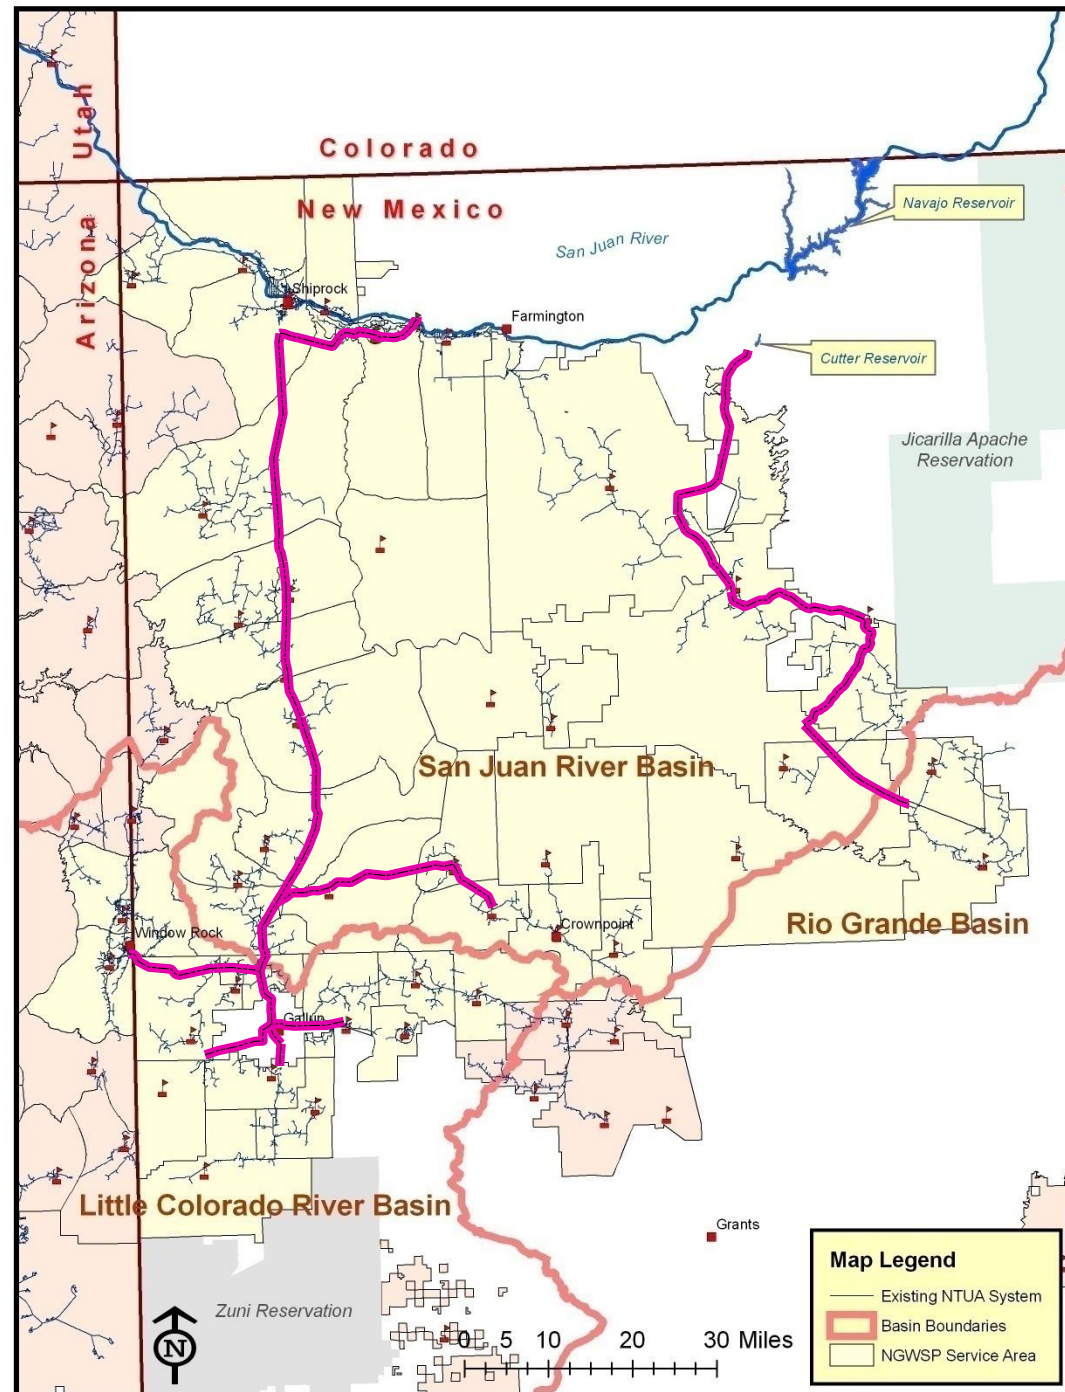 Utah
Colorado
Arizona
New Mexico
Navajo Reservoir
San Juan River
Shiprock
Farmington
Cutter Reservoir
Jicarilla Apache
Reservation
San Juan River Basin
Rio Grande Basin
Crownpoint
Window Rock
Gallup
Little Colorado River Basin
Grants
Zuni Reservation
N
0 5 10 20 30 Miles
Map Legend
Existing NTUA System
Basin Boundaries
NGWSP Service Area